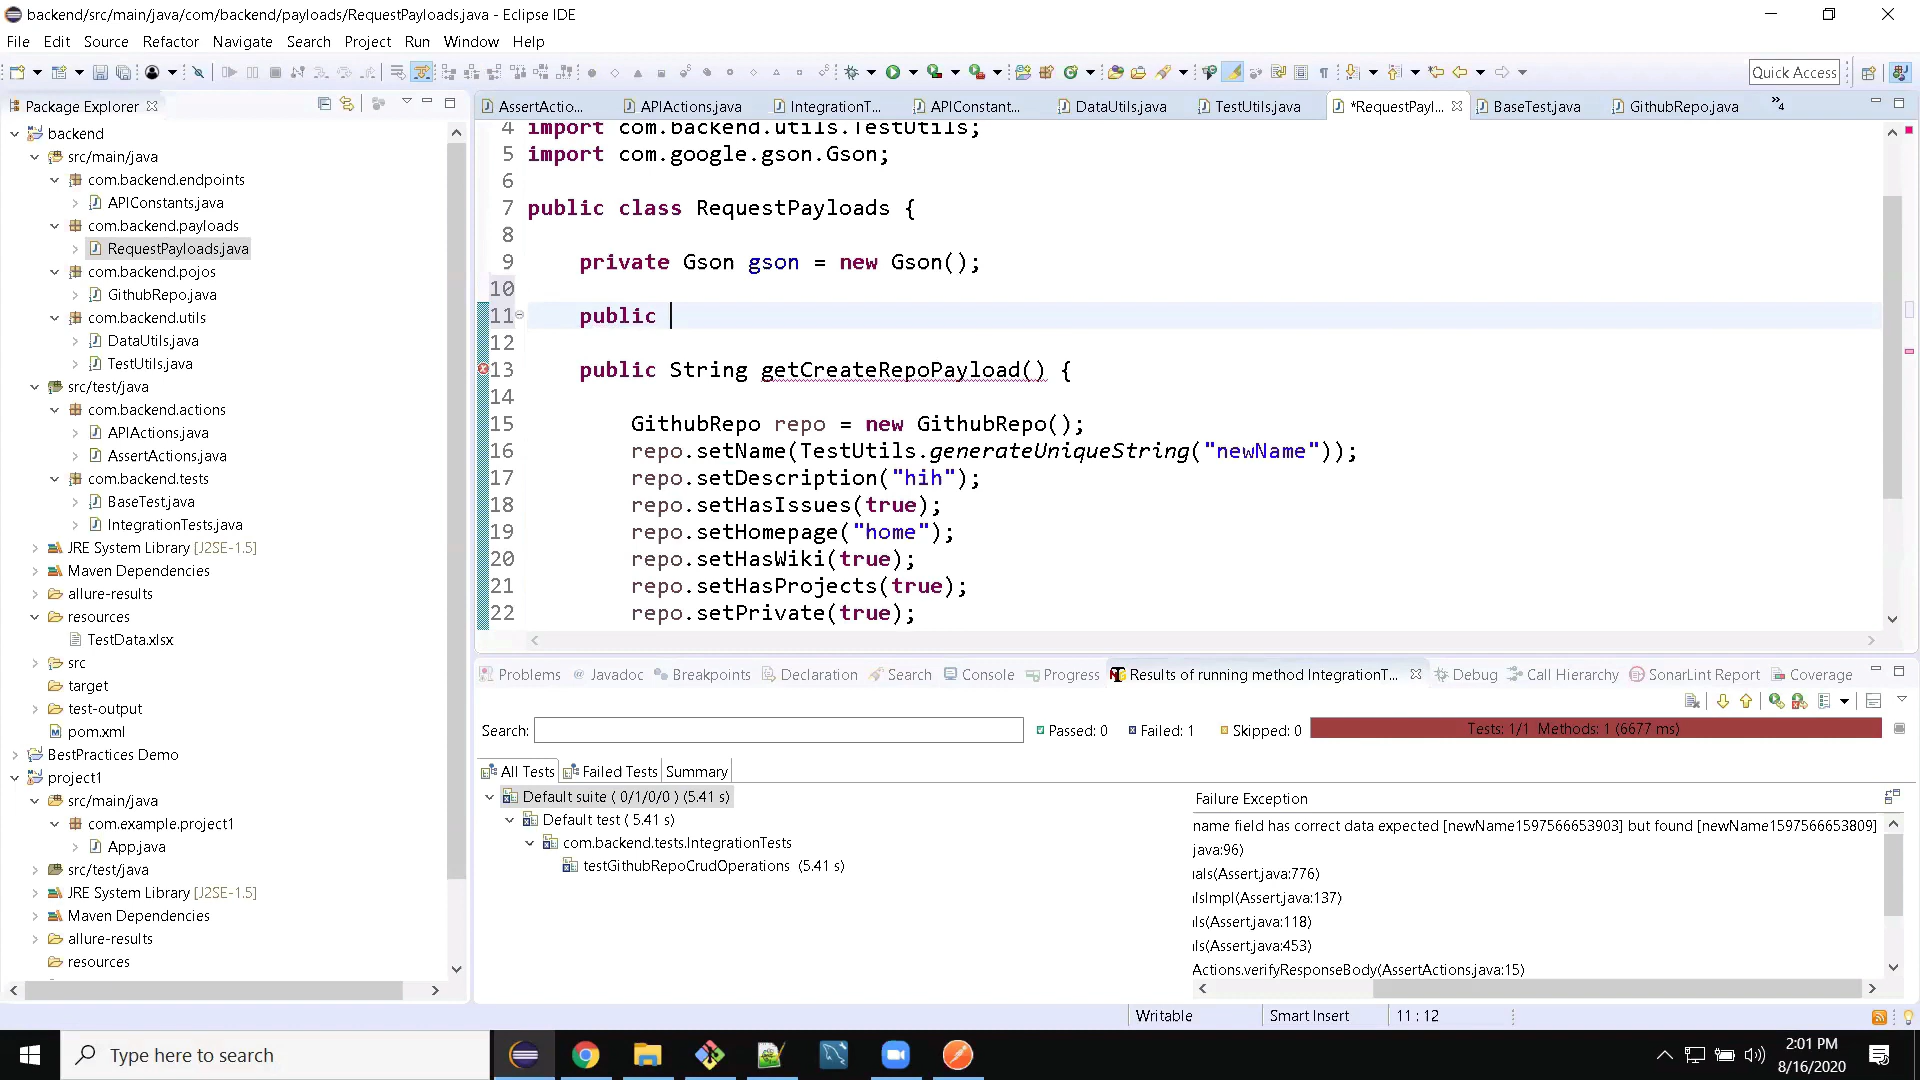 backend/src/main/java/com/backend/payloads/RequestPayloads.java - Eclipse IDE
File Edit Source Refactor Navigate Search Project Run Window Help
Quick Access
Package Explorer
AssertActio... APIActions.java IntegrationT... APIConstant... DataUtils.java TestUtils.java *RequestPayl... BaseTest.java GithubRepo.java »4
backend
src/main/java
com.backend.endpoints
APIConstants.java
com.backend.payloads
RequestPayloads.java
com.backend.pojos
GithubRepo.java
com.backend.utils
DataUtils.java
TestUtils.java
src/test/java
com.backend.actions
APIActions.java
AssertActions.java
com.backend.tests
BaseTest.java
IntegrationTests.java
JRE System Library [J2SE-1.5]
Maven Dependencies
allure-results
resources
TestData.xlsx
src
target
test-output
pom.xml
BestPractices Demo
project1
src/main/java
com.example.project1
App.java
src/test/java
JRE System Library [J2SE-1.5]
Maven Dependencies
allure-results
resources
4 import com.backend.utils.TestUtils;
5 import com.google.gson.Gson;
6
7 public class RequestPayloads {
8
9 private Gson gson = new Gson();
10
11 public
12
13 public String getCreateRepoPayload() {
14
15 GithubRepo repo = new GithubRepo();
16 repo.setName(TestUtils.generateUniqueString("newName"));
17 repo.setDescription("hih");
18 repo.setHasIssues(true);
19 repo.setHomepage("home");
20 repo.setHasWiki(true);
21 repo.setHasProjects(true);
22 repo.setPrivate(true);
Problems @ Javadoc Breakpoints Declaration Search Console Progress Results of running method IntegrationT... Debug Call Hierarchy SonarLint Report Coverage
Search: Passed: 0 Failed: 1 Skipped: 0 Tests: 1/1 Methods: 1 (6677 ms)
All Tests Failed Tests Summary
Default suite ( 0/1/0/0 ) (5.41 s)
Default test ( 5.41 s)
com.backend.tests.IntegrationTests
testGithubRepoCrudOperations (5.41 s)
Failure Exception
name field has correct data expected [newName1597566653903] but found [newName1597566653809]
java:96)
als(Assert.java:776)
lsImpl(Assert.java:137)
ls(Assert.java:118)
ls(Assert.java:453)
Actions.verifyResponseBody(AssertActions.java:15)
Writable Smart Insert 11 : 12
Type here to search
2:01 PM
8/16/2020